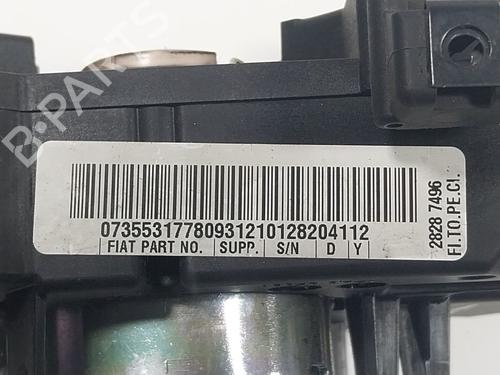 B-PARTS
07355317780931210128204112
FIAT PART NO. SUPP. S/N D Y
2828 7496
FI.TO.PE.CI.